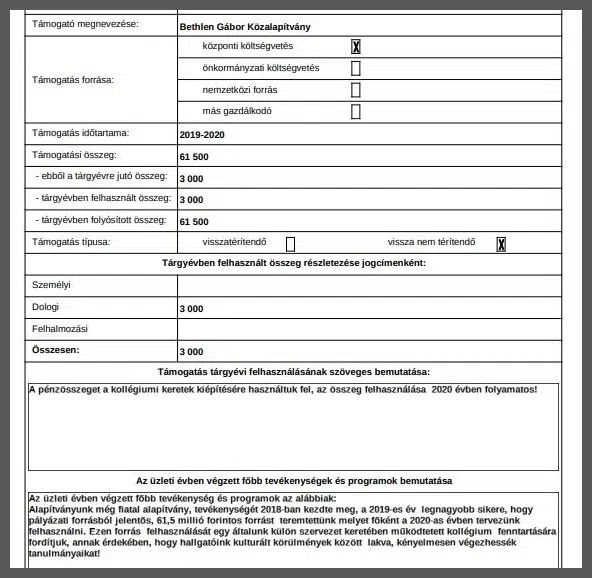 Támogató megnevezése: Bethlen Gábor Közalapítvány
Támogatás forrása:
központi költségvetés X
önkormányzati költségvetés
nemzetközi forrás
más gazdálkodó
Támogatás időtartama: 2019-2020
Támogatási összeg: 61 500
- ebből a tárgyévre jutó összeg: 3 000
- tárgyévben felhasznált összeg: 3 000
- tárgyévben folyósított összeg: 61 500
Támogatás típusa: visszatérítendő vissza nem térítendő X
Tárgyévben felhasznált összeg részletezése jogcímenként:
Személyi
Dologi 3 000
Felhalmozási
Összesen: 3 000
Támogatás tárgyévi felhasználásának szöveges bemutatása:
A pénzösszeget a kollégiumi keretek kiépítésére használtuk fel, az összeg felhasználása 2020 évben folyamatos!
Az üzleti évben végzett főbb tevékenységek és programok bemutatása
Az üzleti évben végzett főbb tevékenység és programok az alábbiak:
Alapítványunk még fiatal alapítvány, tevékenységét 2018-ban kezdte meg, a 2019-es év legnagyobb sikere, hogy
pályázati forrásból jelentős, 61,5 millió forintos forrást teremtettünk melyet főként a 2020-as évben tervezünk
felhasználni. Ezen forrás felhasználását egy általunk külön szervezet keretében működtetett kollégium fenntartására
fordítjuk, annak érdekében, hogy hallgatóink kulturált körülmények között lakva, kényelmesen végezhessék
tanulmányaikat!